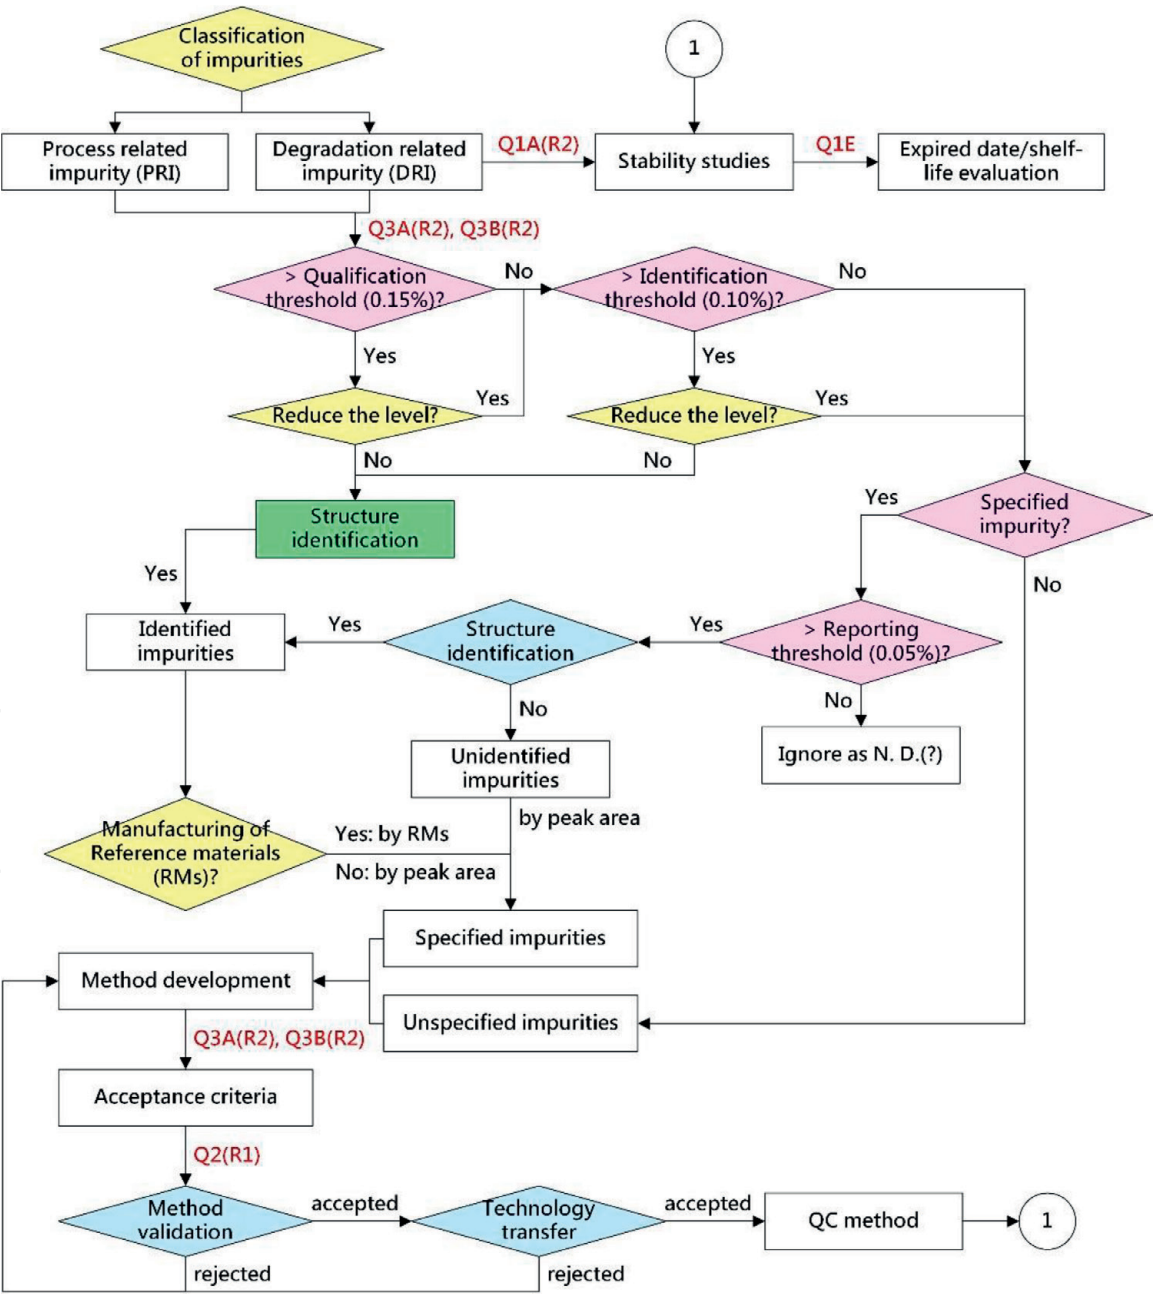 Classification
of impurities
1
Process related
impurity (PRI)
Degradation related
impurity (DRI)
Q1A(R2)
Stability studies
Q1E
Expired date/shelf-
life evaluation
Q3A(R2), Q3B(R2)
> Qualification
threshold (0.15%)?
No
> Identification
threshold (0.10%)?
No
Yes
Yes
Reduce the level?
Yes
Reduce the level?
Yes
No
No
Structure
identification
Yes
Specified
impurity?
Yes
No
Identified
impurities
Yes
Structure
identification
Yes
> Reporting
threshold (0.05%)?
No
No
Unidentified
impurities
Ignore as N. D.(?)
by peak area
Manufacturing of
Reference materials
(RMs)?
Yes: by RMs
No: by peak area
Specified impurities
Method development
Unspecified impurities
Q3A(R2), Q3B(R2)
Acceptance criteria
Q2(R1)
Method
validation
accepted
Technology
transfer
accepted
QC method
1
rejected
rejected